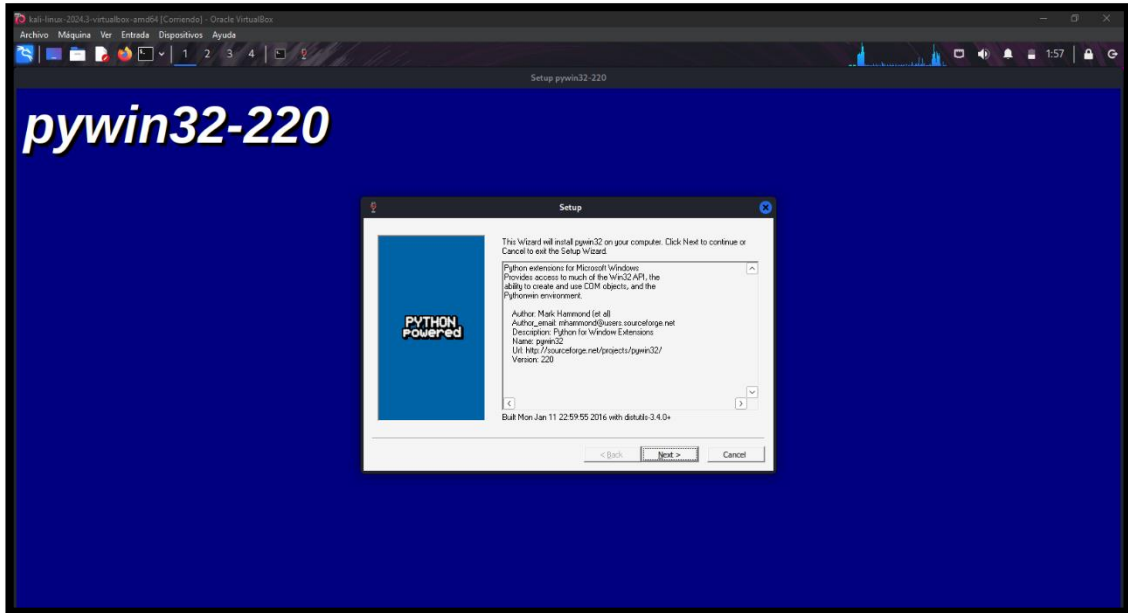 kali-linux-2024.3-virtualbox-amd64 [Corriendo] - Oracle VirtualBox
Archivo Máquina Ver Entrada Dispositivos Ayuda
1 2 3 4 1:57
Setup pywin32-220
pywin32-220
Setup
This Wizard will install pywin32 on your computer. Click Next to continue or
Cancel to exit the Setup Wizard.
Python extensions for Microsoft Windows
Provides access to much of the Win32 API, the
ability to create and use COM objects, and the
Pythonwin environment.
Author: Mark Hammond (et al)
Author_email: mhammond@users.sourceforge.net
Description: Python for Window Extensions
Name: pywin32
Url: http://sourceforge.net/projects/pywin32/
Version: 220
PYTHON
Powered
Built Mon Jan 11 22:59:55 2016 with distutils-3.4.0+
< Back Next > Cancel